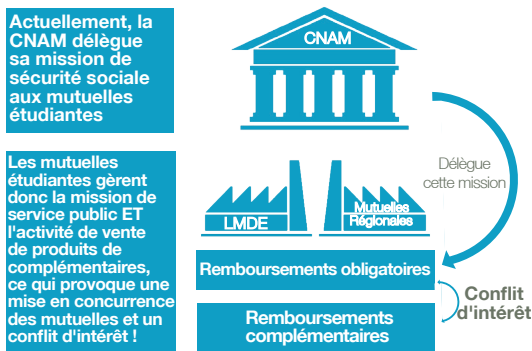 Actuellement, la
CNAM délègue
sa mission de
sécurité sociale
aux mutuelles
étudiantes
CNAM
Les mutuelles
étudiantes gèrent
donc la mission de
service public ET
l'activité de vente
de produits de
complémentaires,
ce qui provoque une
mise en concurrence
des mutuelles et un
conflit d'intérêt !
Délègue
cette mission
LMDE
Mutuelles
Régionales
Remboursements obligatoires
Remboursements
complémentaires
Conflit
d'intérêt